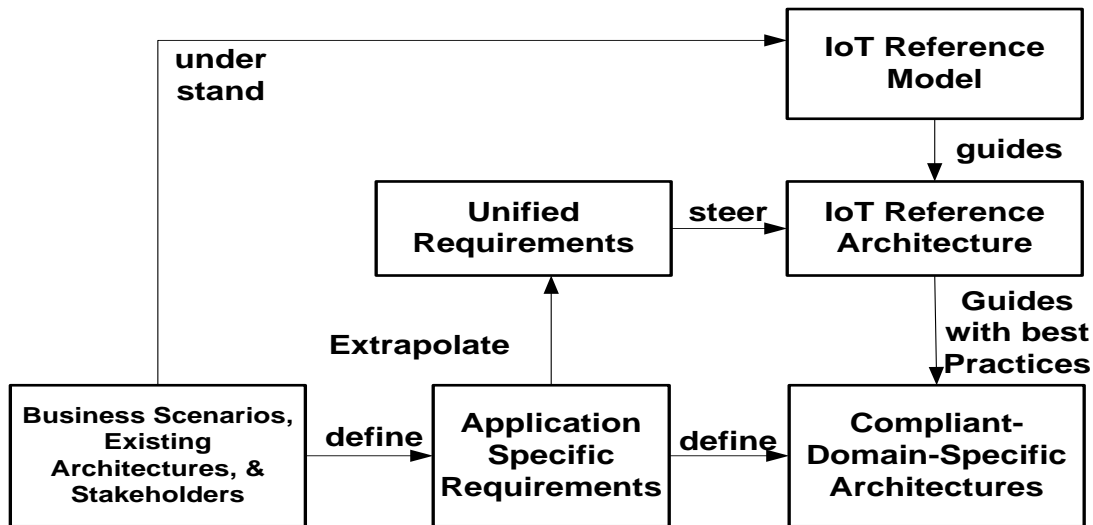 IoT Reference
Model
under
stand
guides
Unified
Requirements
steer
IoT Reference
Architecture
Extrapolate
Guides
with best
Practices
Business Scenarios,
Existing
Architectures, &
Stakeholders
define
Application
Specific
Requirements
define
Compliant-
Domain-Specific
Architectures